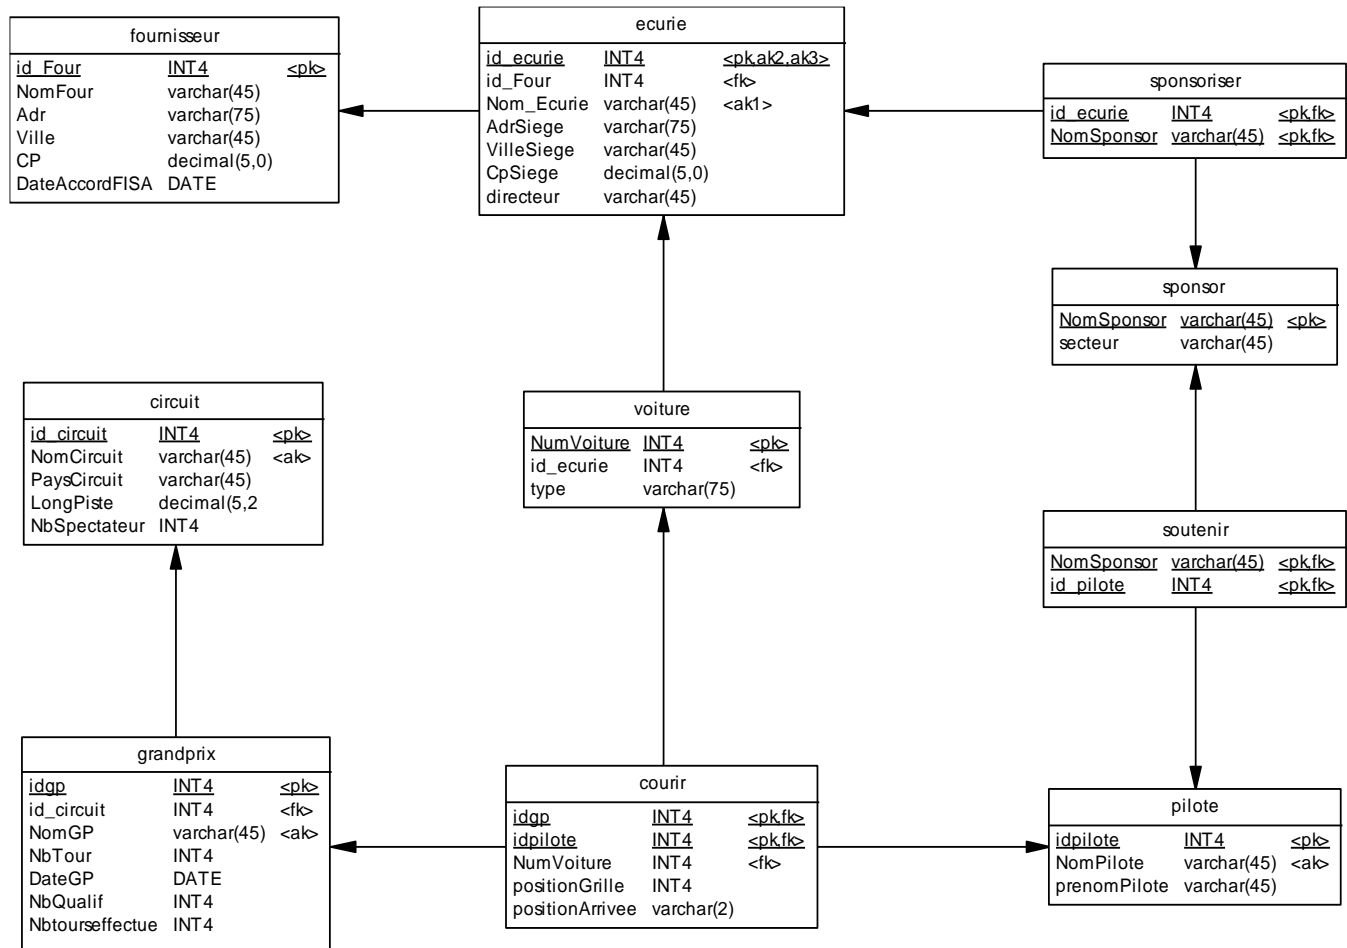 fournisseur
id_Four INT4 <pk>
NomFour varchar(45)
Adr varchar(75)
Ville varchar(45)
CP decimal(5,0)
DateAccordFISA DATE
ecurie
id_ecurie INT4 <pk,ak2,ak3>
id_Four INT4 <fk>
Nom_Ecurie varchar(45) <ak1>
AdrSiege varchar(75)
VilleSiege varchar(45)
CpSiege decimal(5,0)
directeur varchar(45)
sponsoriser
id_ecurie INT4 <pk,fk>
NomSponsor varchar(45) <pk,fk>
sponsor
NomSponsor varchar(45) <pk>
secteur varchar(45)
circuit
id_circuit INT4 <pk>
NomCircuit varchar(45) <ak>
PaysCircuit varchar(45)
LongPiste decimal(5,2
NbSpectateur INT4
voiture
NumVoiture INT4 <pk>
id_ecurie INT4 <fk>
type varchar(75)
soutenir
NomSponsor varchar(45) <pk,fk>
id_pilote INT4 <pk,fk>
grandprix
idgp INT4 <pk>
id_circuit INT4 <fk>
NomGP varchar(45) <ak>
NbTour INT4
DateGP DATE
NbQualif INT4
Nbtourseffectue INT4
courir
idgp INT4 <pk,fk>
idpilote INT4 <pk,fk>
NumVoiture INT4 <fk>
positionGrille INT4
positionArrivee varchar(2)
pilote
idpilote INT4 <pk>
NomPilote varchar(45) <ak>
prenomPilote varchar(45)